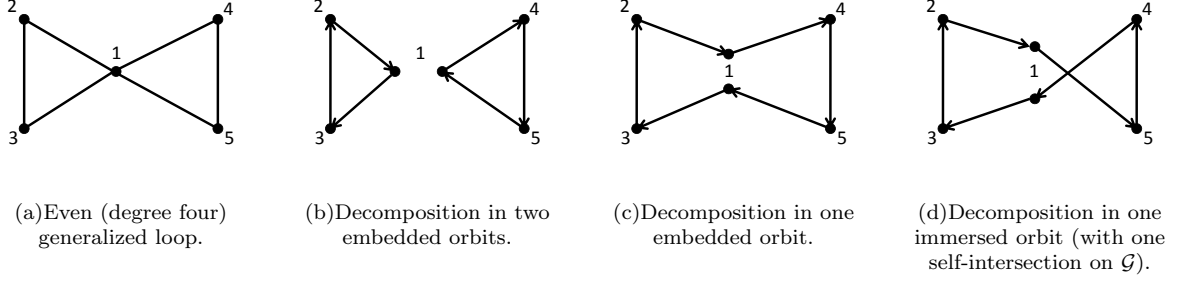 2 4
1
3 5
2 4
1
3 5
2 4
1
3 5
2 4
1
3 5
(a)Even (degree four)
generalized loop.
(b)Decomposition in two
embedded orbits.
(c)Decomposition in one
embedded orbit.
(d)Decomposition in one
immersed orbit (with one
self-intersection on 𝒢).